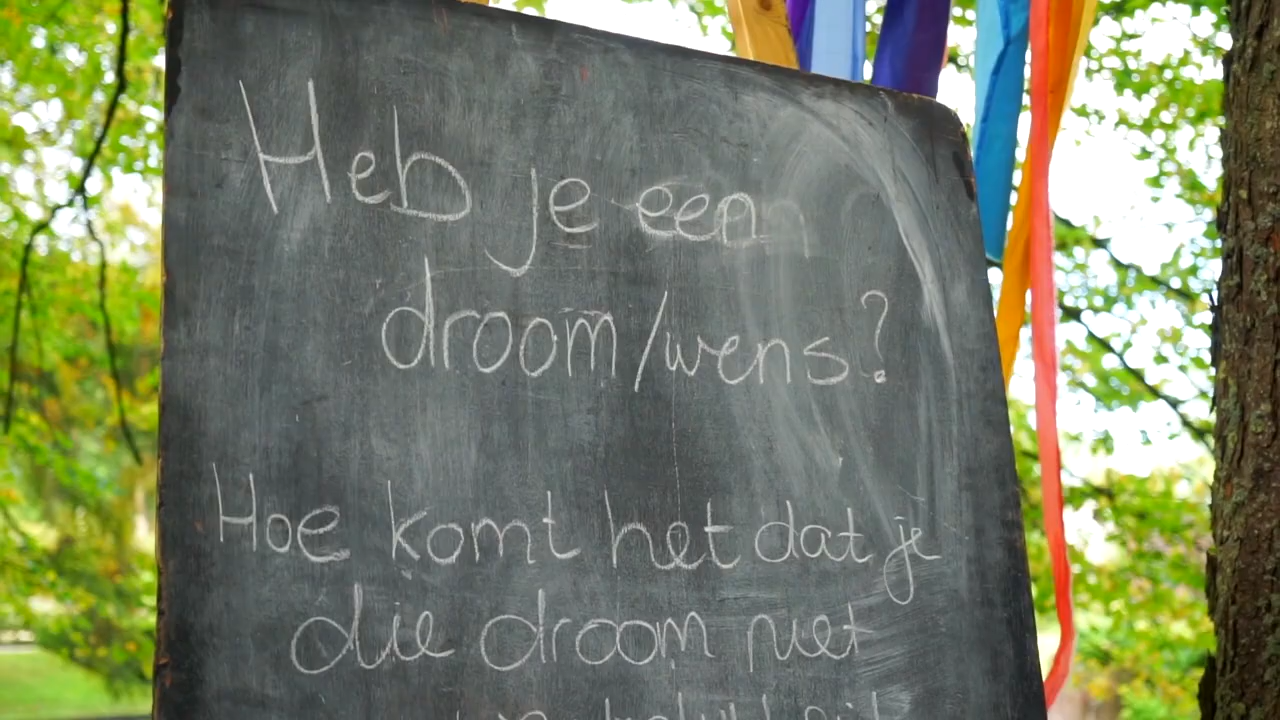 Heb je een
droom/wens?
Hoe komt het dat je
die droom niet